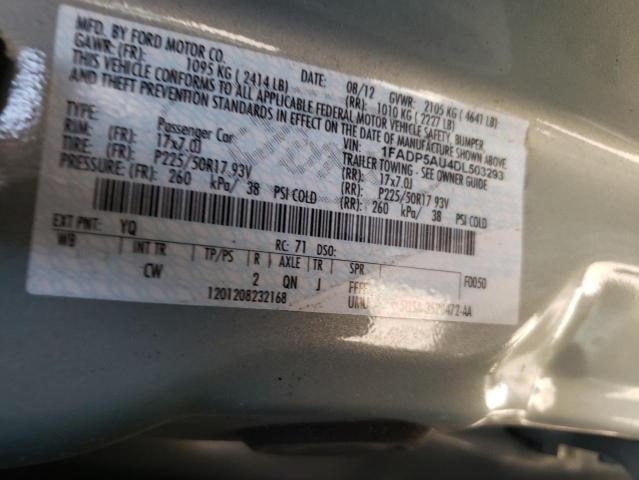 MFD. BY FORD MOTOR CO.
DATE: 08/12 GVWR: 2105 KG ( 4641 LB)
GAWR: (FR): 1095 KG ( 2414 LB) (RR): 1010 KG ( 2227 LB)
THIS VEHICLE CONFORMS TO ALL APPLICABLE FEDERAL MOTOR VEHICLE SAFETY, BUMPER,
AND THEFT PREVENTION STANDARDS IN EFFECT ON THE DATE OF MANUFACTURE SHOWN ABOVE.
VIN: 1FADP5AU4DL503293
TYPE: Passenger Car TRAILER TOWING - SEE OWNER GUIDE
RIM: (FR): 17x7.0J (RR): 17x7.0J
TIRE: (FR): P225/50R17 93V (RR): P225/50R17 93V
PRESSURE: (FR): 260 kPa/ 38 PSI COLD (RR): 260 kPa/ 38 PSI COLD
EXT PNT: YQ RC: 71 DSO: F0050
WB INT TR TP/PS R AXLE TR SPR
CW 2 QN J
1201208232168 UMU